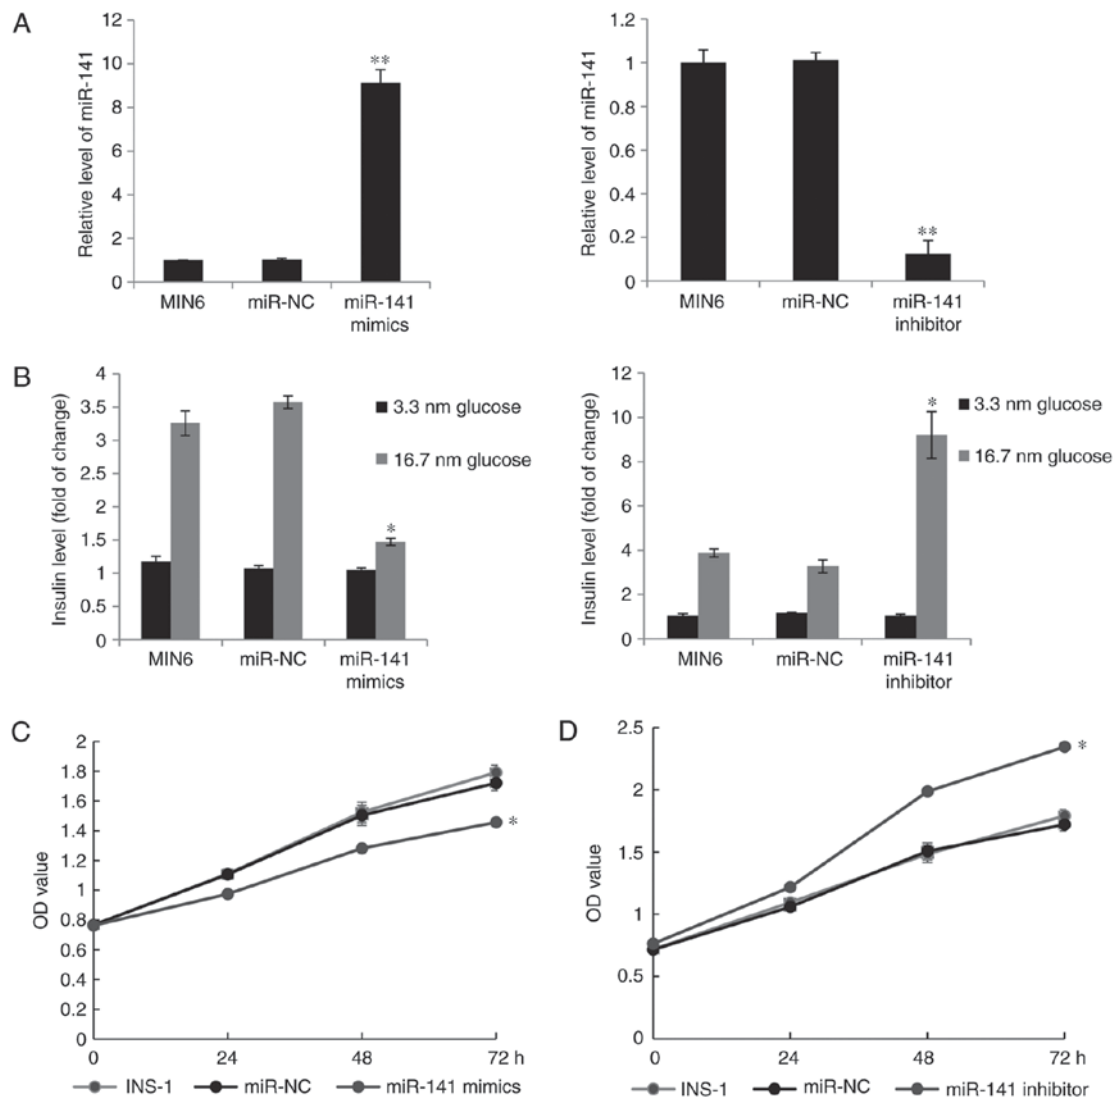 A
Relative level of miR-141
12
10
8
6
4
2
0
**
MIN6
miR-NC
miR-141
mimics
Relative level of miR-141
1.2
1
0.8
0.6
0.4
0.2
0
**
MIN6
miR-NC
miR-141
inhibitor
B
Insulin level (fold of change)
4
3.5
3
2.5
2
1.5
1
0.5
0
*
3.3 nm glucose
16.7 nm glucose
MIN6
miR-NC
miR-141
mimics
Insulin level (fold of change)
12
10
8
6
4
2
0
*
3.3 nm glucose
16.7 nm glucose
MIN6
miR-NC
miR-141
inhibitor
C
OD value
2
1.8
1.6
1.4
1.2
1
0.8
0.6
0.4
0.2
0
*
0
24
48
72 h
INS-1
miR-NC
miR-141 mimics
D
OD value
2.5
2
1.5
1
0.5
0
*
0
24
48
72 h
INS-1
miR-NC
miR-141 inhibitor